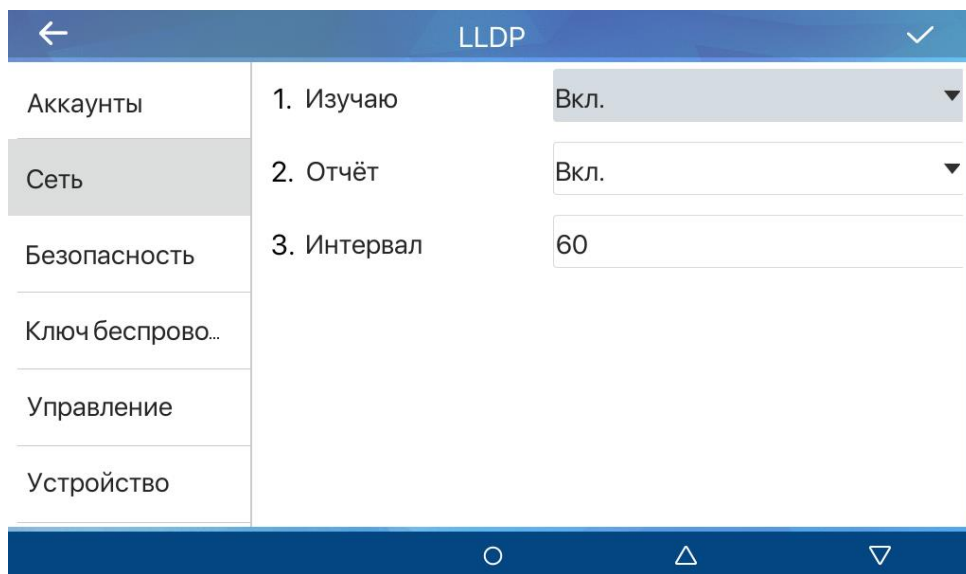 LLDP
Аккаунты
Сеть
Безопасность
Ключ беспрово...
Управление
Устройство
1. Изучаю
Вкл.
2. Отчёт
Вкл.
3. Интервал
60